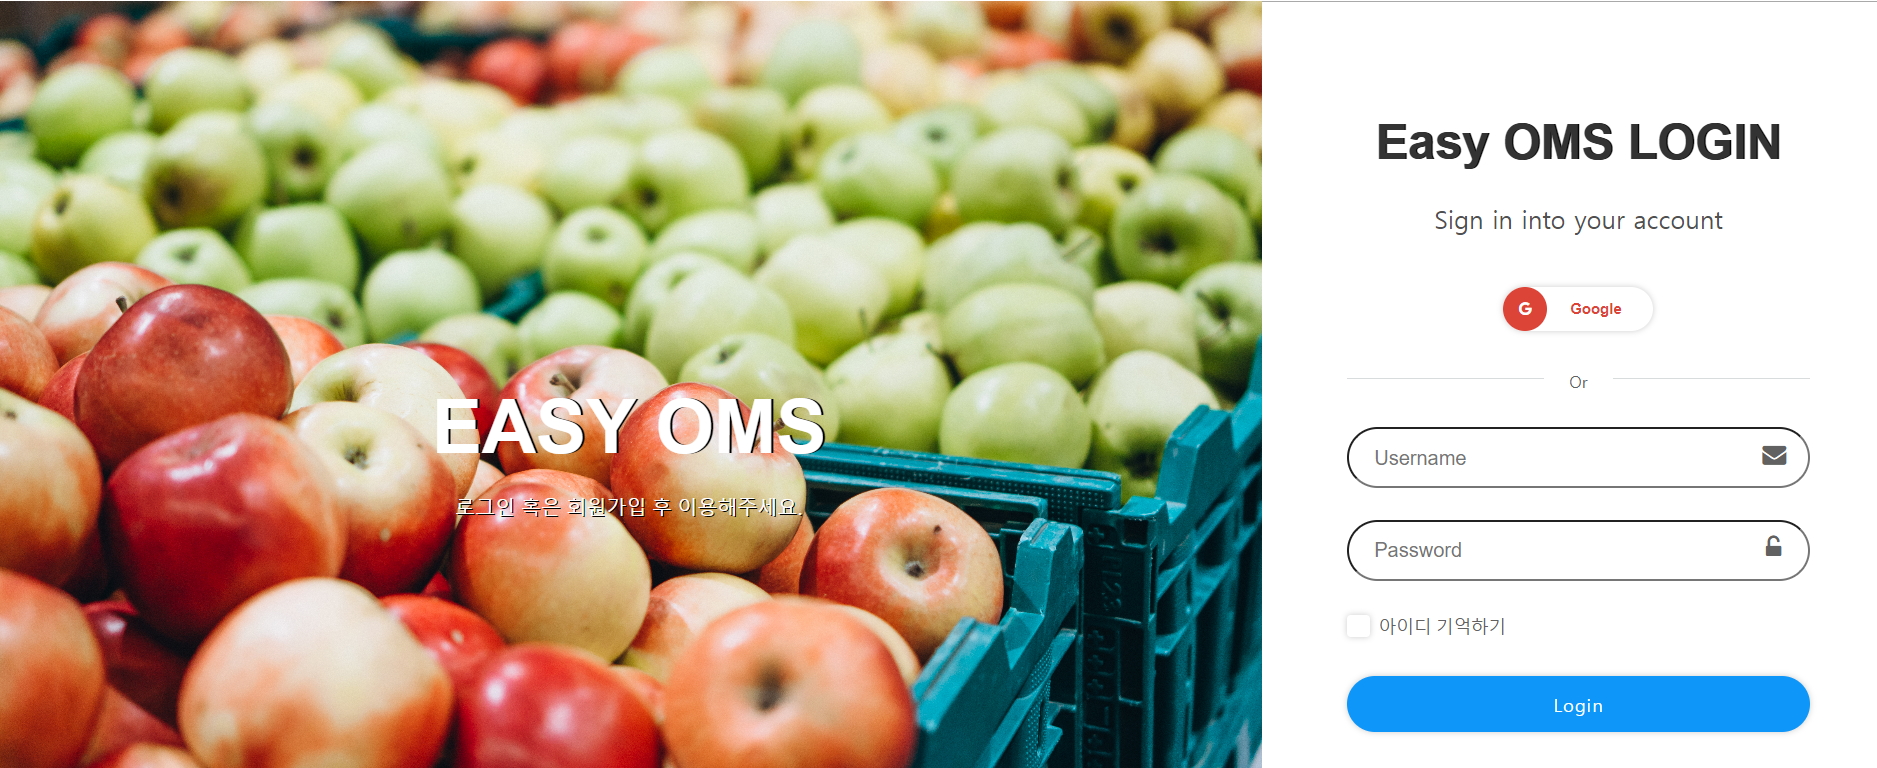 EASY OMS
로그인 혹은 회원가입 후 이용해주세요.
Easy OMS LOGIN
Sign in into your account
G Google
Or
Username
Password
아이디 기억하기
Login